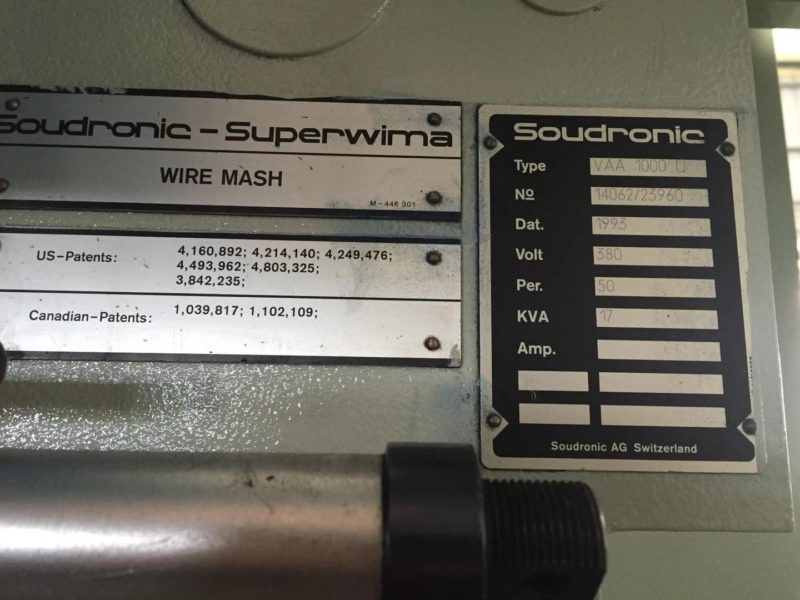 Soudronic - Superwima
WIRE MASH
M-446 301
US-Patents: 4,160,892; 4,214,140; 4,249,476;
4,493,962; 4,803,325;
3,842,235;
Canadian-Patents: 1,039,817; 1,102,109;
Soudronic
Type VAA 1000 U
No 14062/23960
Dat. 1993
Volt 380
Per. 50
KVA 17
Amp.
Soudronic AG Switzerland